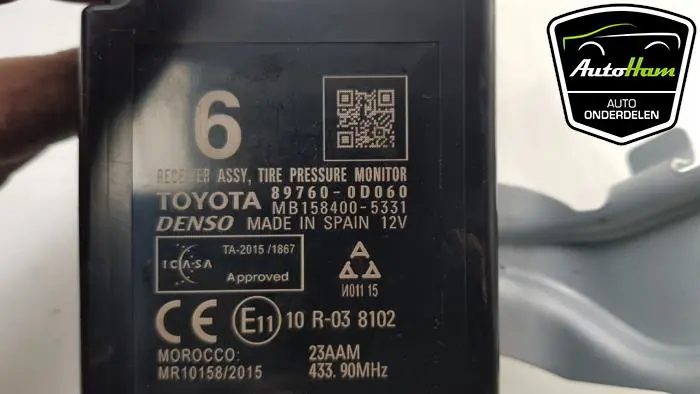 6
RECEIVER ASSY, TIRE PRESSURE MONITOR
TOYOTA 89760-0D060
MB158400-5331
DENSO MADE IN SPAIN 12V
ICASA
TA-2015 /1867
Approved
И011 15
CE E11 10 R-03 8102
MOROCCO: 23AAM
MR10158/2015 433.90MHz
AutoHam
AUTO
ONDERDELEN